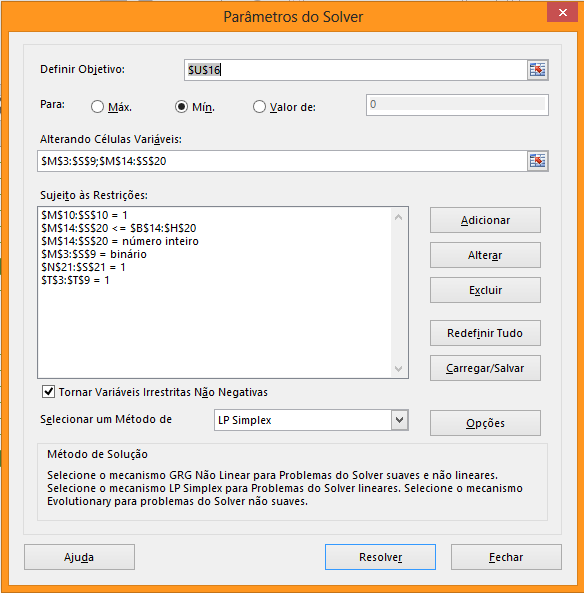 Parâmetros do Solver
Definir Objetivo: $U$16
Para: Máx. Mín. Valor de: 0
Alterando Células Variáveis:
$M$3:$S$9;$M$14:$S$20
Sujeito às Restrições:
$M$10:$S$10 = 1
$M$14:$S$20 <= $B$14:$H$20
$M$14:$S$20 = número inteiro
$M$3:$S$9 = binário
$N$21:$S$21 = 1
$T$3:$T$9 = 1
Adicionar
Alterar
Excluir
Redefinir Tudo
Carregar/Salvar
Tornar Variáveis Irrestritas Não Negativas
Selecionar um Método de LP Simplex Opções
Método de Solução
Selecione o mecanismo GRG Não Linear para Problemas do Solver suaves e não lineares.
Selecione o mecanismo LP Simplex para Problemas do Solver lineares. Selecione o mecanismo
Evolutionary para problemas do Solver não suaves.
Ajuda Resolver Fechar